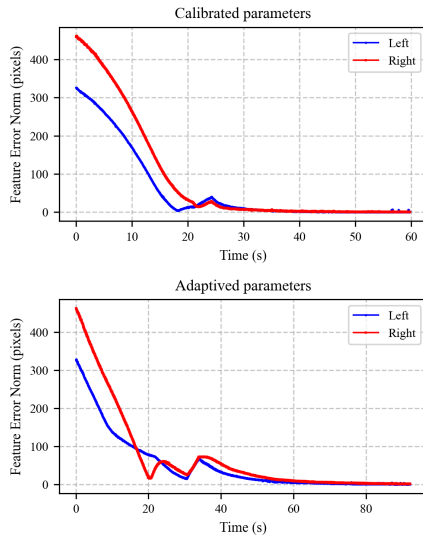 Calibrated parameters
Feature Error Norm (pixels)
400
300
200
100
0
Left
Right
0 10 20 30 40 50 60
Time (s)
Adaptived parameters
Feature Error Norm (pixels)
400
300
200
100
0
Left
Right
0 20 40 60 80
Time (s)